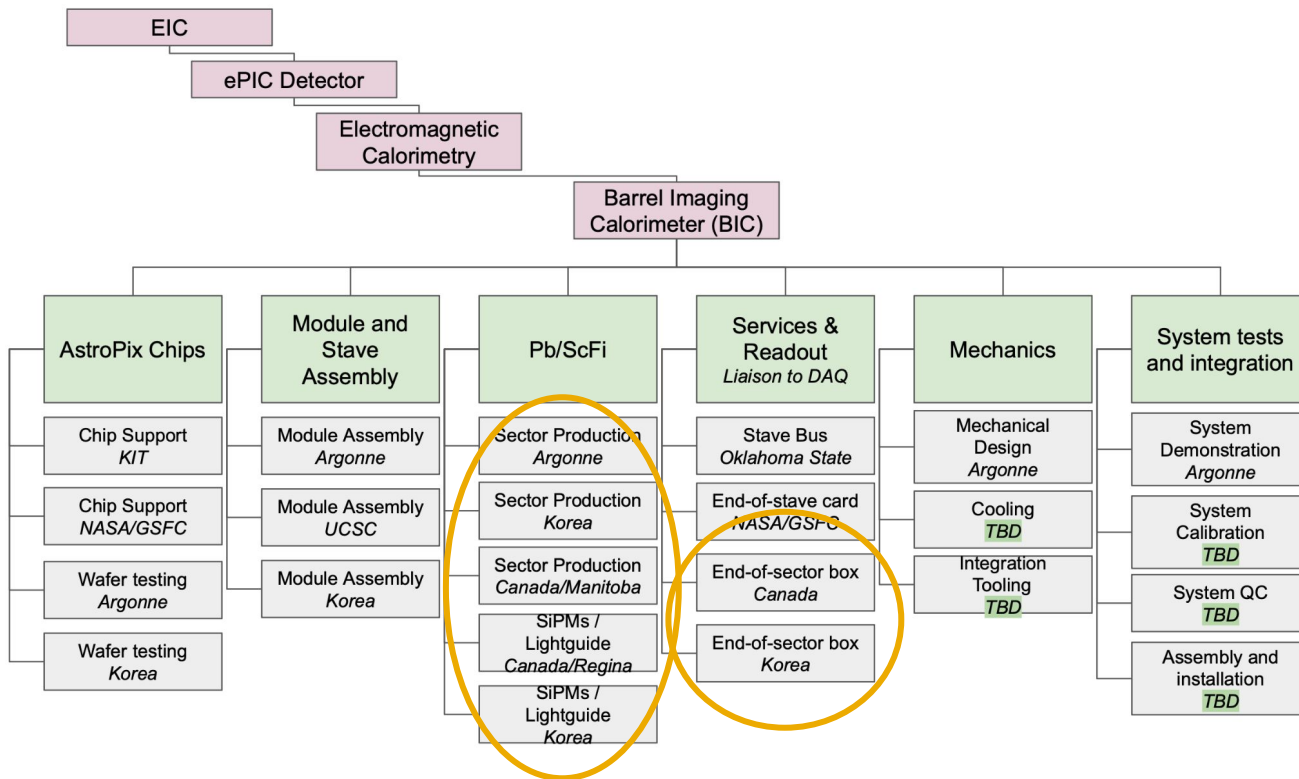 EIC
ePIC Detector
Electromagnetic
Calorimetry
Barrel Imaging
Calorimeter (BIC)
AstroPix Chips
Chip Support
KIT
Chip Support
NASA/GSFC
Wafer testing
Argonne
Wafer testing
Korea
Module and
Stave
Assembly
Module Assembly
Argonne
Module Assembly
UCSC
Module Assembly
Korea
Pb/ScFi
Sector Production
Argonne
Sector Production
Korea
Sector Production
Canada/Manitoba
SiPMs /
Lightguide
Canada/Regina
SiPMs /
Lightguide
Korea
Services &
Readout
Liaison to DAQ
Stave Bus
Oklahoma State
End-of-stave card
NASA/GSFC
End-of-sector box
Canada
End-of-sector box
Korea
Mechanics
Mechanical
Design
Argonne
Cooling
TBD
Integration
Tooling
TBD
System tests
and integration
System
Demonstration
Argonne
System
Calibration
TBD
System QC
TBD
Assembly and
installation
TBD